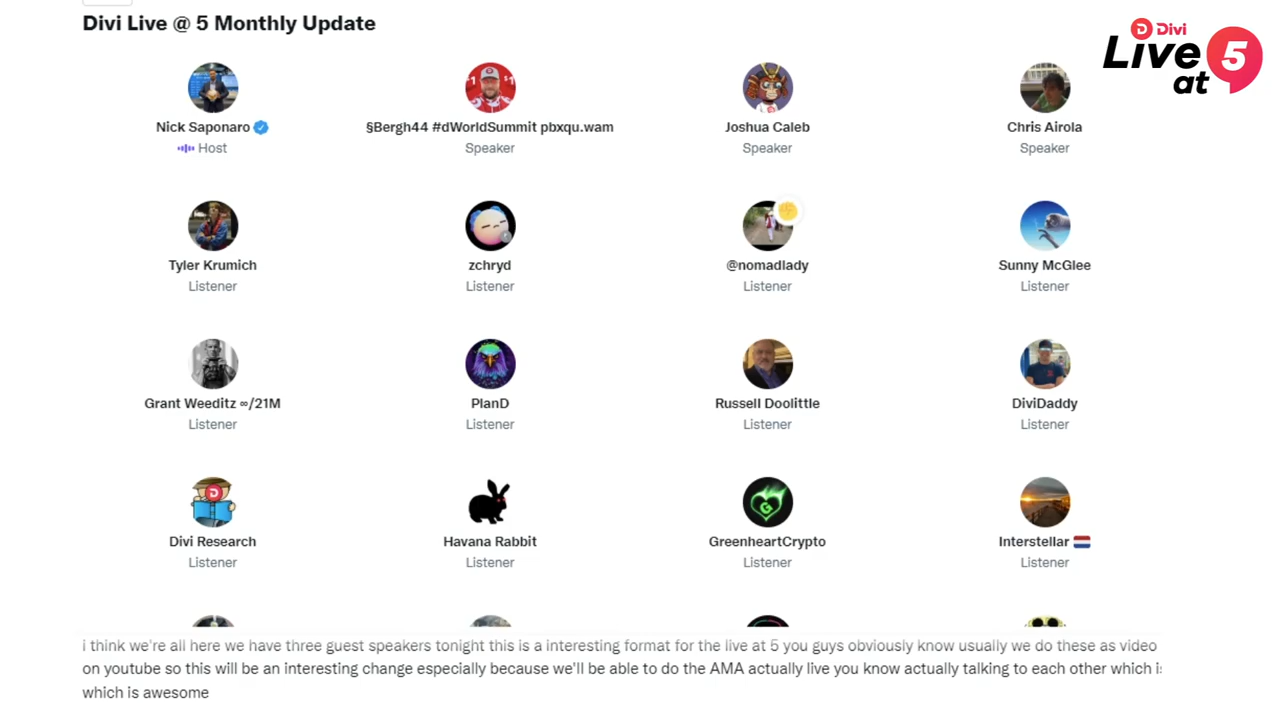 Divi Live @ 5 Monthly Update
Divi
Live
at 5
Nick Saponaro
Host
§Bergh44 #dWorldSummit pbxqu.wam
Speaker
Joshua Caleb
Speaker
Chris Airola
Speaker
Tyler Krumich
Listener
zchryd
Listener
@nomadlady
Listener
Sunny McGlee
Listener
Grant Weeditz ∞/21M
Listener
PlanD
Listener
Russell Doolittle
Listener
DiviDaddy
Listener
Divi Research
Listener
Havana Rabbit
Listener
GreenheartCrypto
Listener
Interstellar
Listener
i think we're all here we have three guest speakers tonight this is a interesting format for the live at 5 you guys obviously know usually we do these as video
on youtube so this will be an interesting change especially because we'll be able to do the AMA actually live you know actually talking to each other which i
which is awesome